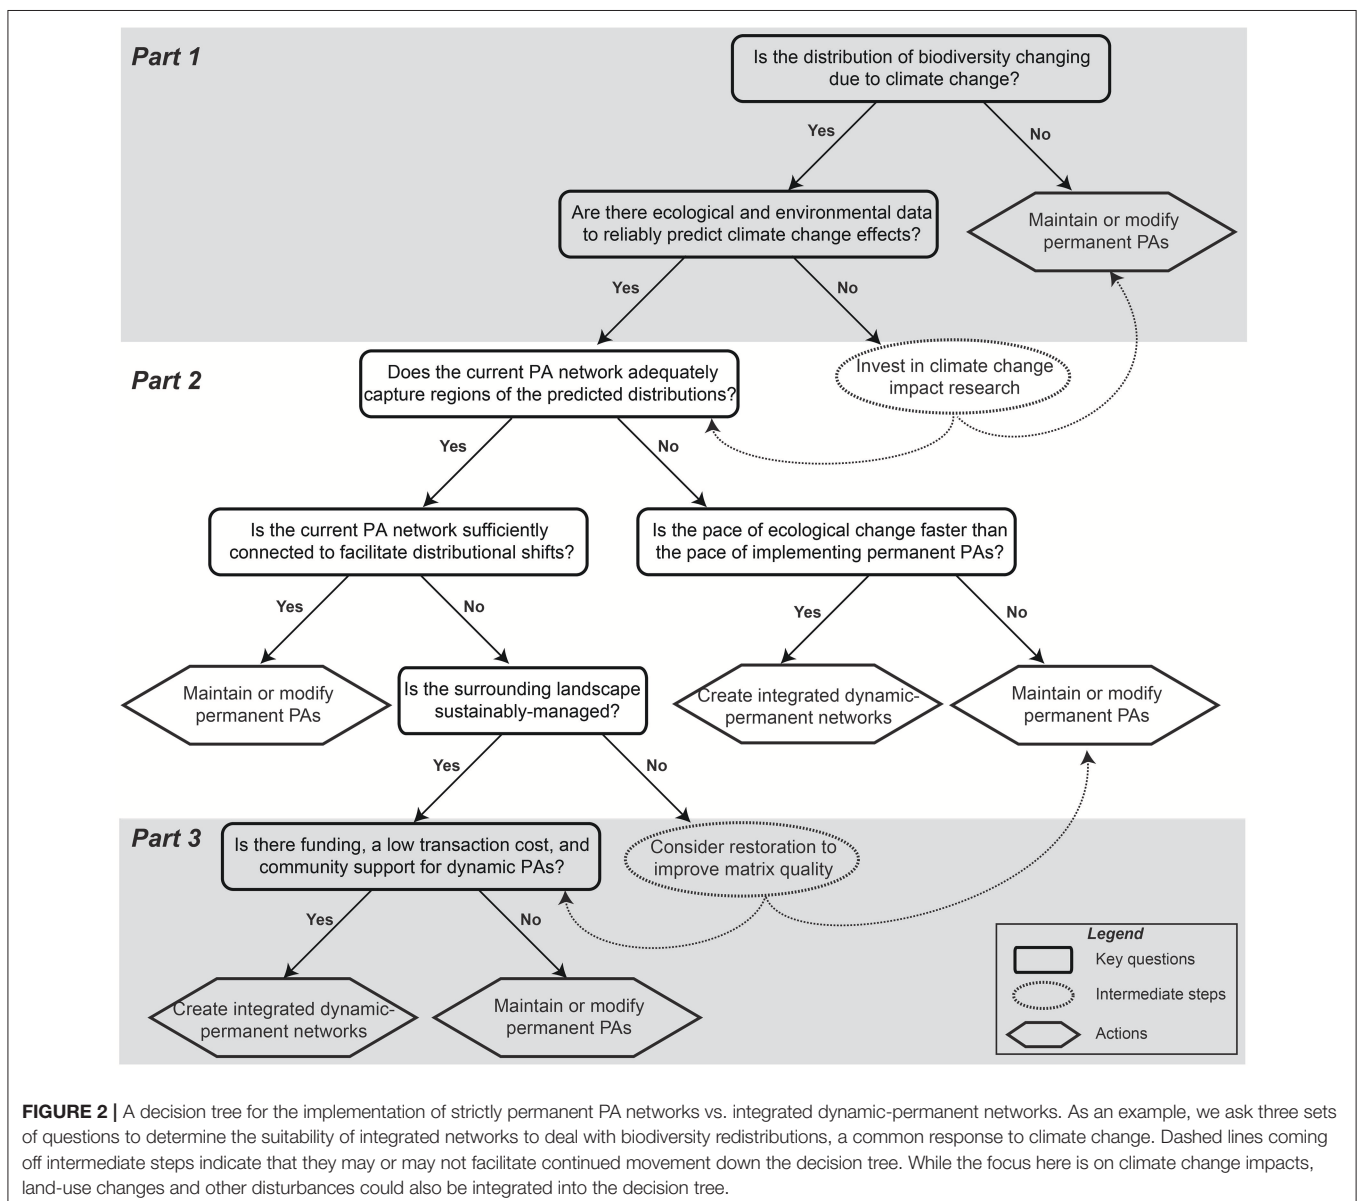 Part 1
Is the distribution of biodiversity changing
due to climate change?
Yes
No
Are there ecological and environmental data
to reliably predict climate change effects?
Maintain or modify
permanent PAs
Yes
No
Part 2
Does the current PA network adequately
capture regions of the predicted distributions?
Invest in climate change
impact research
Yes
No
Is the current PA network sufficiently
connected to facilitate distributional shifts?
Is the pace of ecological change faster than
the pace of implementing permanent PAs?
Yes
No
Yes
No
Maintain or modify
permanent PAs
Is the surrounding landscape
sustainably-managed?
Create integrated dynamic-
permanent networks
Maintain or modify
permanent PAs
Yes
No
Part 3
Is there funding, a low transaction cost, and
community support for dynamic PAs?
Consider restoration to
improve matrix quality
Yes
No
Create integrated dynamic-
permanent networks
Maintain or modify
permanent PAs
Legend
Key questions
Intermediate steps
Actions
FIGURE 2 | A decision tree for the implementation of strictly permanent PA networks vs. integrated dynamic-permanent networks. As an example, we ask three sets
of questions to determine the suitability of integrated networks to deal with biodiversity redistributions, a common response to climate change. Dashed lines coming
off intermediate steps indicate that they may or may not facilitate continued movement down the decision tree. While the focus here is on climate change impacts,
land-use changes and other disturbances could also be integrated into the decision tree.